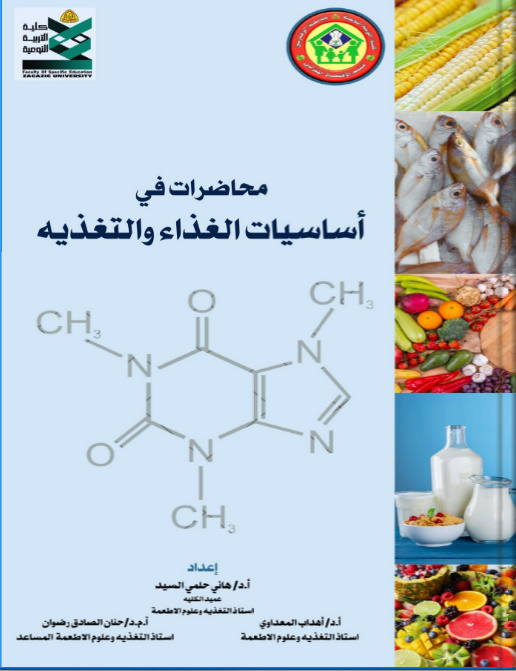 كلية
التربية
النوعية
Faculty Of Specific Education
ZAGAZIG UNIVERSITY
محاضرات في
أساسيات الغذاء والتغذيه
O
CH3
CH3
N
N
O
N
N
CH3
إعداد
أ.د/ هاني حلمي السيد
عميد الكليه
استاذ التغذيه وعلوم الاطعمة
أ.د/ أهداب المعداوي
استاذ التغذيه وعلوم الاطعمة
أ.م.د/ حنان الصادق رضوان
استاذ التغذيه وعلوم الاطعمة المساعد